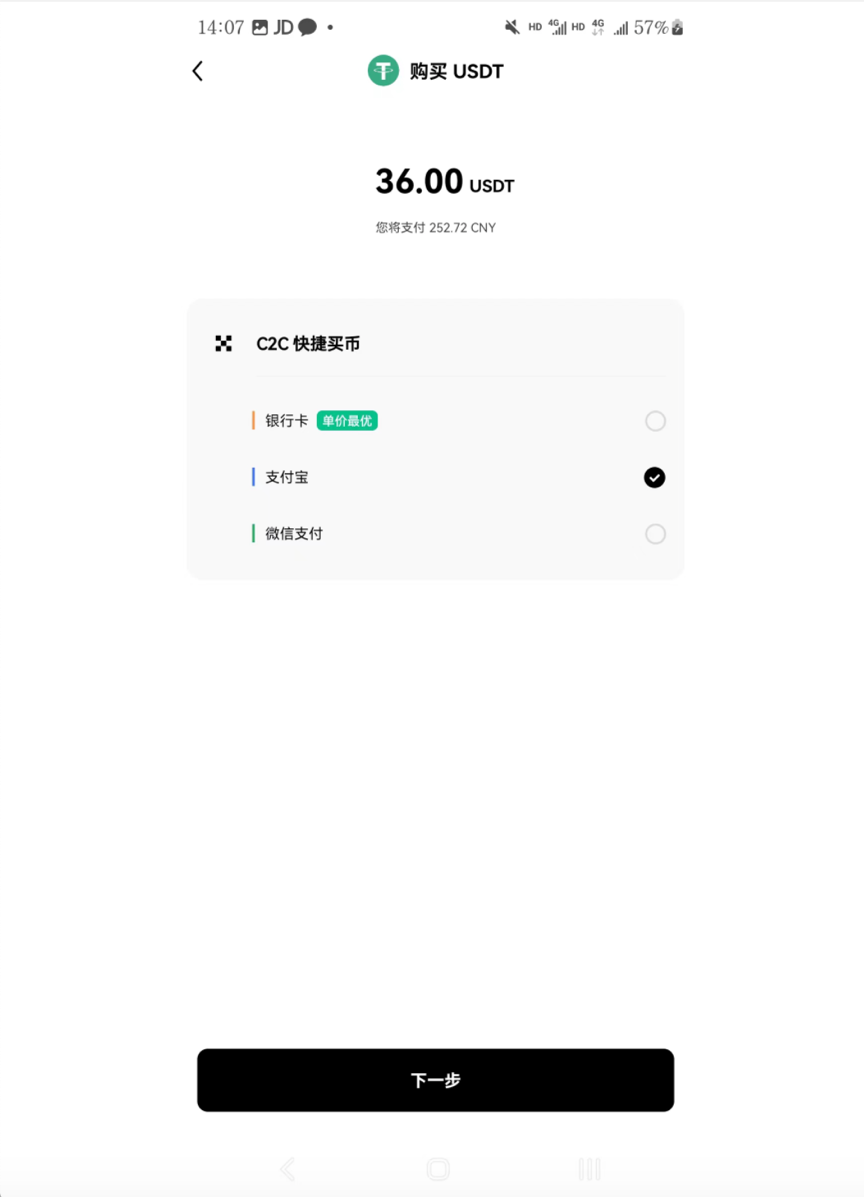 14:07 JD HD 4G HD 4G 57%
购买 USDT
36.00 USDT
您将支付 252.72 CNY
C2C 快捷买币
银行卡 单价最优
支付宝
微信支付
下一步